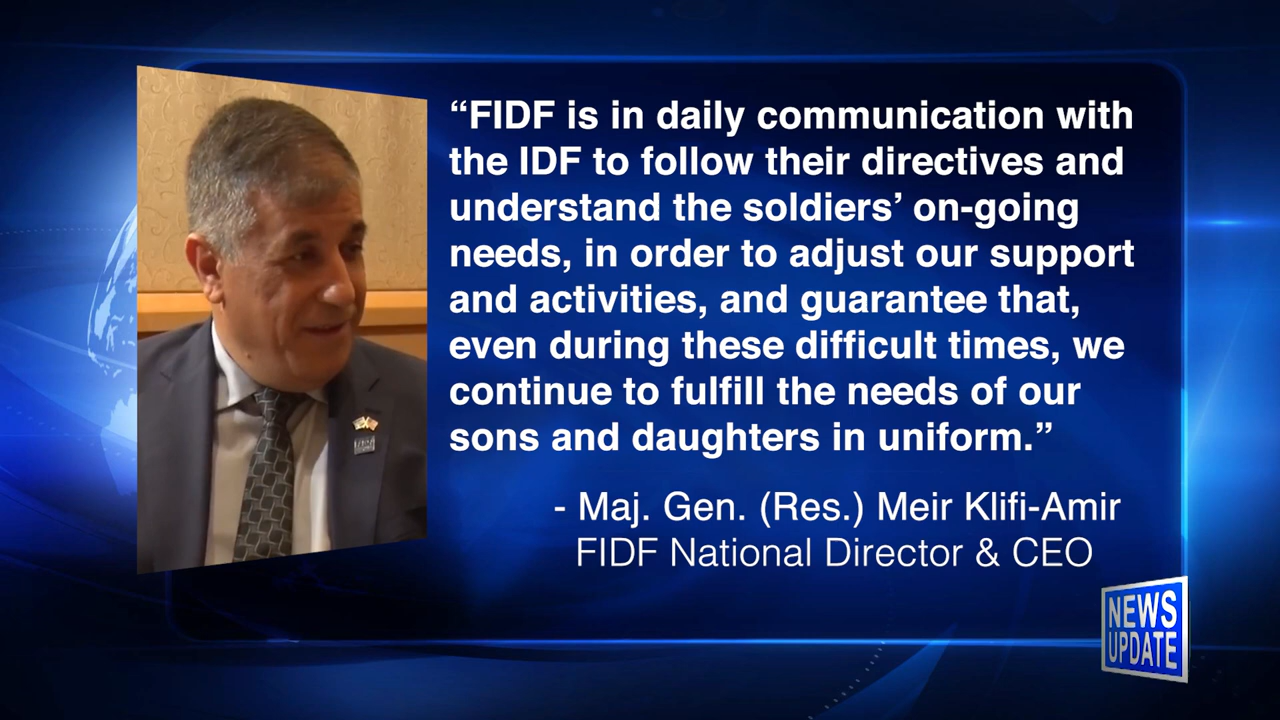 “FIDF is in daily communication with
the IDF to follow their directives and
understand the soldiers’ on-going
needs, in order to adjust our support
and activities, and guarantee that,
even during these difficult times, we
continue to fulfill the needs of our
sons and daughters in uniform.”
- Maj. Gen. (Res.) Meir Klifi-Amir
FIDF National Director & CEO
NEWS
UPDATE